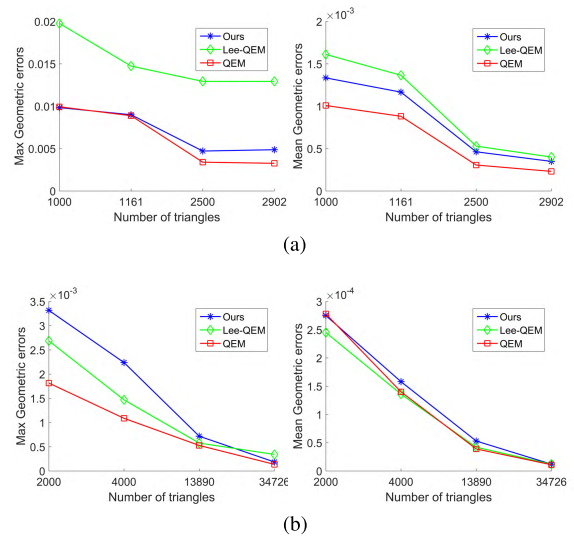 0.02
0.015
0.01
0.005
0
Max Geometric errors
1000 1161 2500 2902
Number of triangles
Ours
Lee-QEM
QEM
×10-3
2
1.5
1
0.5
0
Mean Geometric errors
1000 1161 2500 2902
Number of triangles
Ours
Lee-QEM
QEM
(a)
×10-3
3.5
3
2.5
2
1.5
1
0.5
0
Max Geometric errors
2000 4000 13890 34726
Number of triangles
Ours
Lee-QEM
QEM
×10-4
3
2.5
2
1.5
1
0.5
0
Mean Geometric errors
2000 4000 13890 34726
Number of triangles
Ours
Lee-QEM
QEM
(b)